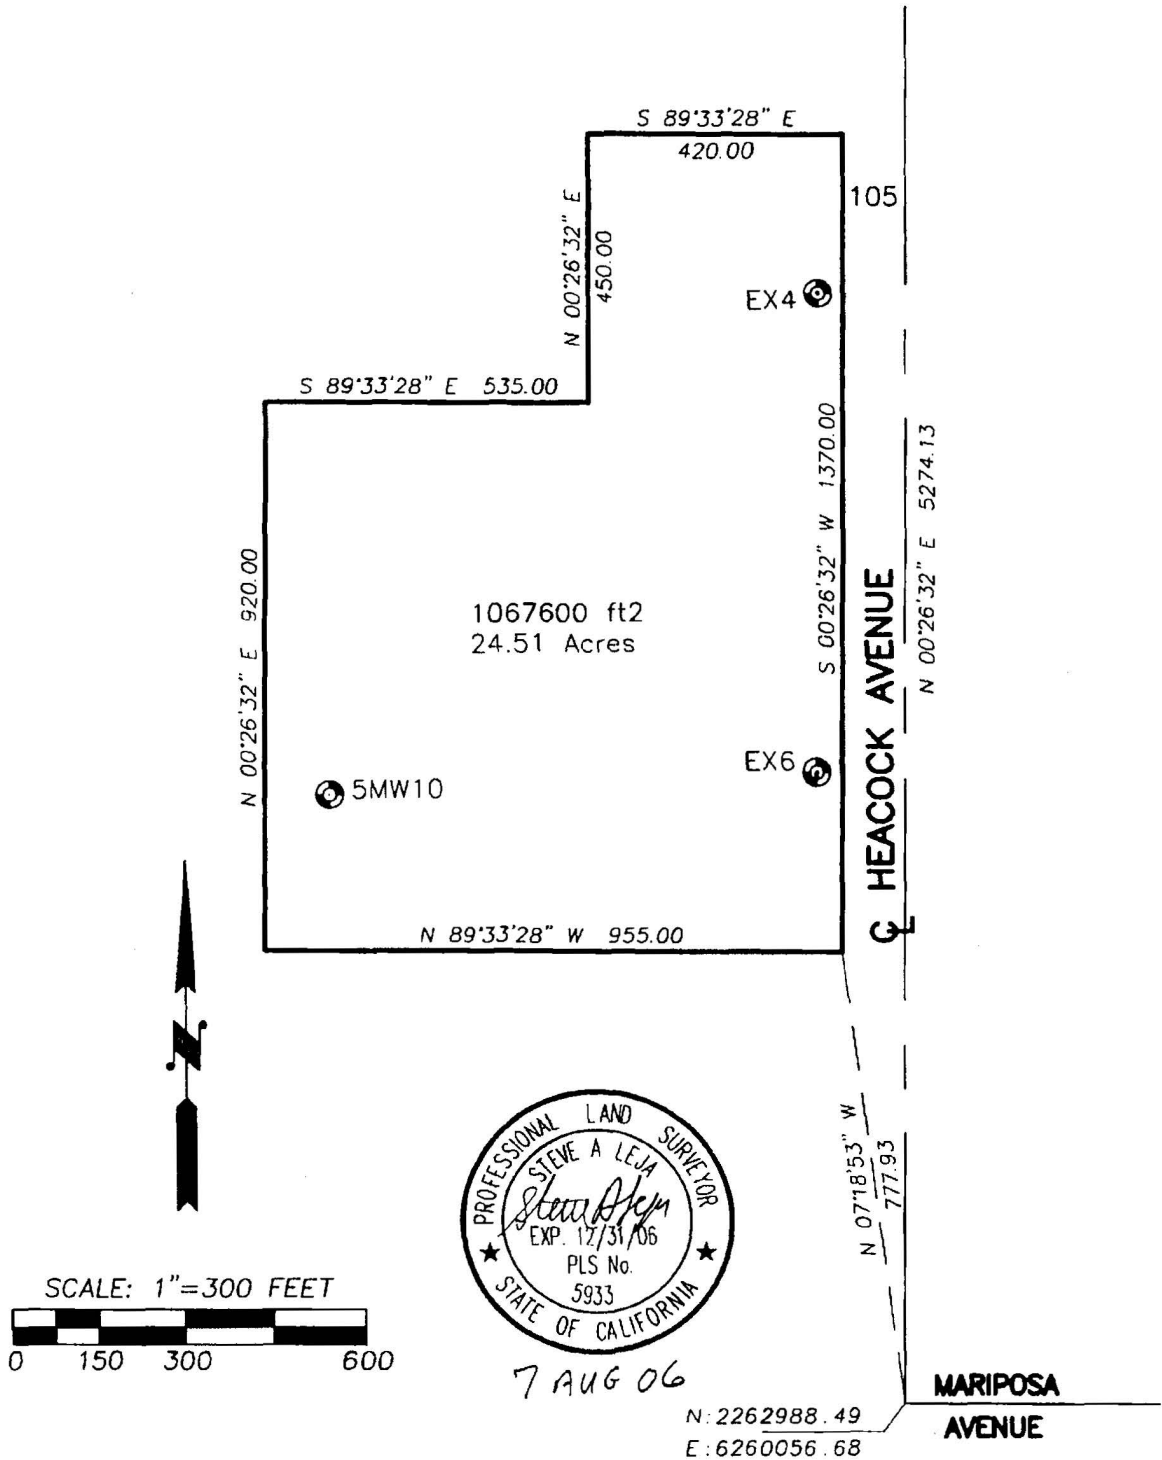 S 89°33'28" E
420.00
105
N 00°26'32" E
450.00
EX4
S 89°33'28" E 535.00
S 00°26'32" W 1370.00
N 00°26'32" E 5274.13
N 00°26'32" E 920.00
1067600 ft2
24.51 Acres
HEACOCK AVENUE
EX6
5MW10
CL
N 89°33'28" W 955.00
N
N 07°18'53" W
777.93
PROFESSIONAL LAND SURVEYOR
STEVE A LEJA
EXP. 12/31/06
PLS No.
5933
STATE OF CALIFORNIA
7 AUG 06
SCALE: 1"=300 FEET
0 150 300 600
MARIPOSA
AVENUE
N: 2262988.49
E: 6260056.68